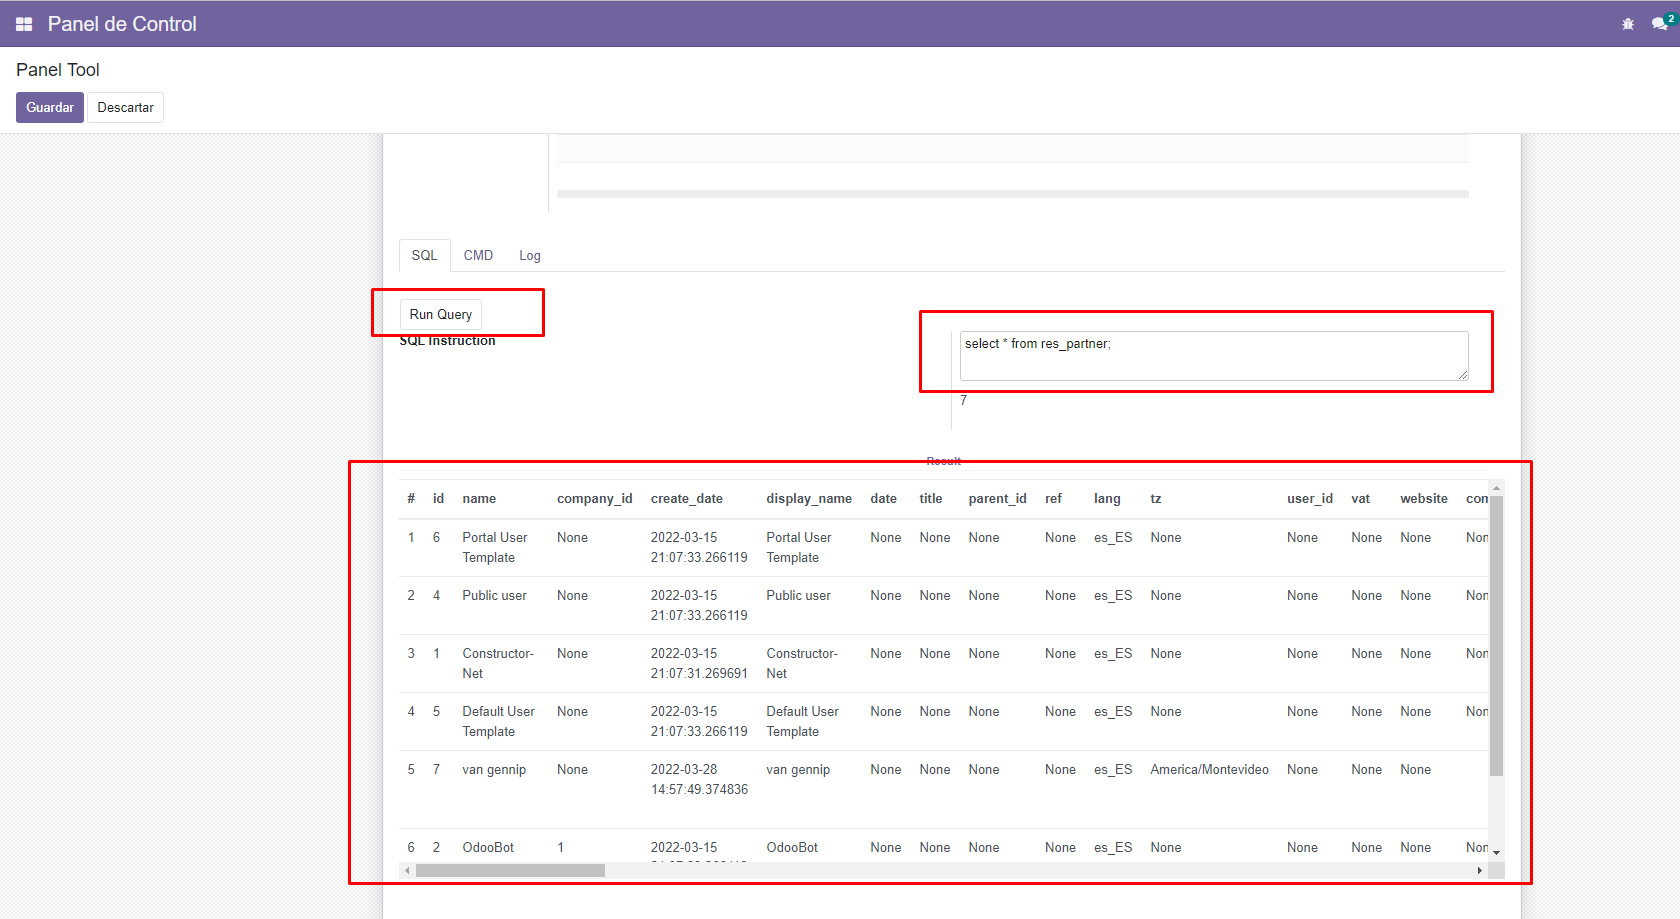 Panel de Control
2
Panel Tool
Guardar Descartar
SQL CMD Log
Run Query
SQL Instruction
select * from res_partner;
7
Result
# id name company_id create_date display_name date title parent_id ref lang tz user_id vat website con
1 6 Portal User Template None 2022-03-15 21:07:33.266119 Portal User Template None None None None es_ES None None None None Non
2 4 Public user None 2022-03-15 21:07:33.266119 Public user None None None None es_ES None None None None Non
3 1 Constructor-Net None 2022-03-15 21:07:31.269691 Constructor-Net None None None None es_ES None None None None Non
4 5 Default User Template None 2022-03-15 21:07:33.266119 Default User Template None None None None es_ES None None None None Non
5 7 van gennip None 2022-03-28 14:57:49.374836 van gennip None None None None es_ES America/Montevideo None None None
6 2 OdooBot 1 2022-03-15 OdooBot None None None None es_ES None None None None Non